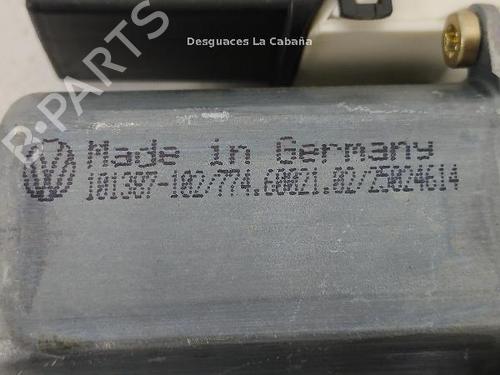 Desguaces La Cabaña
B-PARTS
Made in Germany
101387-102/774.60021.02/25024614